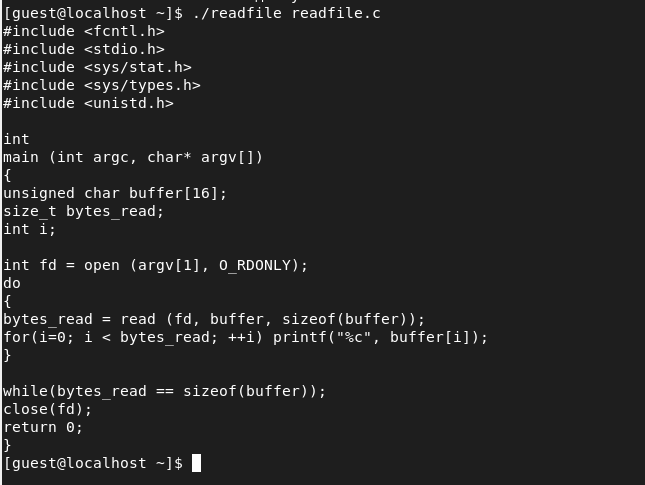 [guest@localhost ~]$ ./readfile readfile.c
#include <fcntl.h>
#include <stdio.h>
#include <sys/stat.h>
#include <sys/types.h>
#include <unistd.h>

int
main (int argc, char* argv[])
{
unsigned char buffer[16];
size_t bytes_read;
int i;

int fd = open (argv[1], O_RDONLY);
do
{
bytes_read = read (fd, buffer, sizeof(buffer));
for(i=0; i < bytes_read; ++i) printf("%c", buffer[i]);
}

while(bytes_read == sizeof(buffer));
close(fd);
return 0;
}
[guest@localhost ~]$